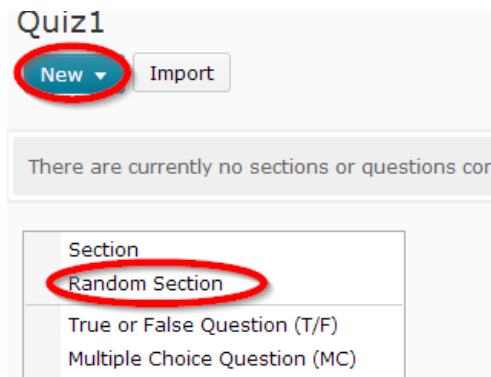 Quiz1
New Import
There are currently no sections or questions
Section
Random Section
True or False Question (T/F)
Multiple Choice Question (MC)